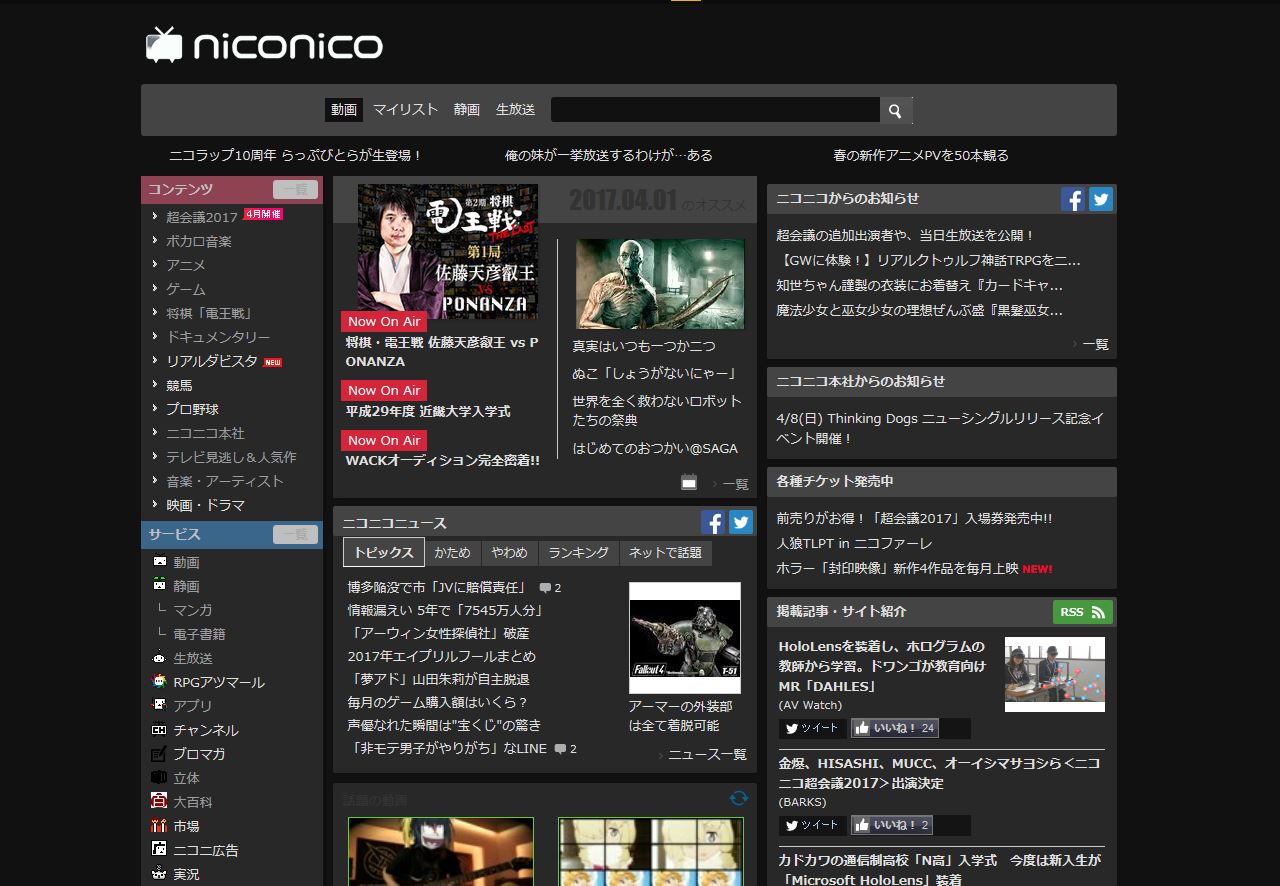 niconico
動画 マイリスト 静画 生放送
ニコラップ10周年 らっぷびとらが生登場！
俺の妹が一挙放送するわけが…ある
春の新作アニメPVを50本観る
コンテンツ 一覧
超会議2017 4月開催
ボカロ音楽
アニメ
ゲーム
将棋「電王戦」
ドキュメンタリー
リアルダビスタ NEW
競馬
プロ野球
ニコニコ本社
テレビ見逃し＆人気作
音楽・アーティスト
映画・ドラマ
サービス 一覧
動画
静画
マンガ
電子書籍
生放送
RPGアツマール
アプリ
チャンネル
ブロマガ
立体
大百科
市場
ニコニ広告
実況
2017.04.01 のオススメ
第2期 将棋
電王戦
THE LAST
第1局
佐藤天彦叡王
VS
PONANZA
Now On Air
将棋・電王戦 佐藤天彦叡王 vs P
ONANZA
Now On Air
平成29年度 近畿大学入学式
Now On Air
WACKオーディション完全密着!!
真実はいつも一つか二つ
ぬこ「しょうがないにゃー」
世界を全く救わないロボット
たちの祭典
はじめてのおつかい@SAGA
一覧
ニコニコニュース
トピックス かため やわめ ランキング ネットで話題
博多陥没で市「JVに賠償責任」 2
情報漏えい 5年で「7545万人分」
「アーウィン女性探偵社」破産
2017年エイプリルフールまとめ
「夢アド」山田朱莉が自主脱退
毎月のゲーム購入額はいくら？
声優なれた瞬間は"宝くじ"の驚き
「非モテ男子がやりがち」なLINE 2
Fallout 4 T-51
アーマーの外装部
は全て着脱可能
ニュース一覧
話題の動画
ニコニコからのお知らせ
超会議の追加出演者や、当日生放送を公開！
【GWに体験！】リアルクトゥルフ神話TRPGをニ...
知世ちゃん謹製の衣装にお着替え『カードキャ...
魔法少女と巫女少女の理想ぜんぶ盛『黒髪巫女...
一覧
ニコニコ本社からのお知らせ
4/8(日) Thinking Dogs ニューシングルリリース記念イ
ベント開催！
各種チケット発売中
前売りがお得！「超会議2017」入場券発売中!!
人狼TLPT in ニコファーレ
ホラー「封印映像」新作4作品を毎月上映 NEW!
掲載記事・サイト紹介 RSS
HoloLensを装着し、ホログラムの
教師から学習。ドワンゴが教育向け
MR「DAHLES」
(AV Watch)
ツイート いいね！ 24
金爆、HISASHI、MUCC、オーイシマサヨシら＜ニコ
ニコ超会議2017＞出演決定
(BARKS)
ツイート いいね！ 2
カドカワの通信制高校「N高」入学式　今度は新入生が
「Microsoft HoloLens」装着